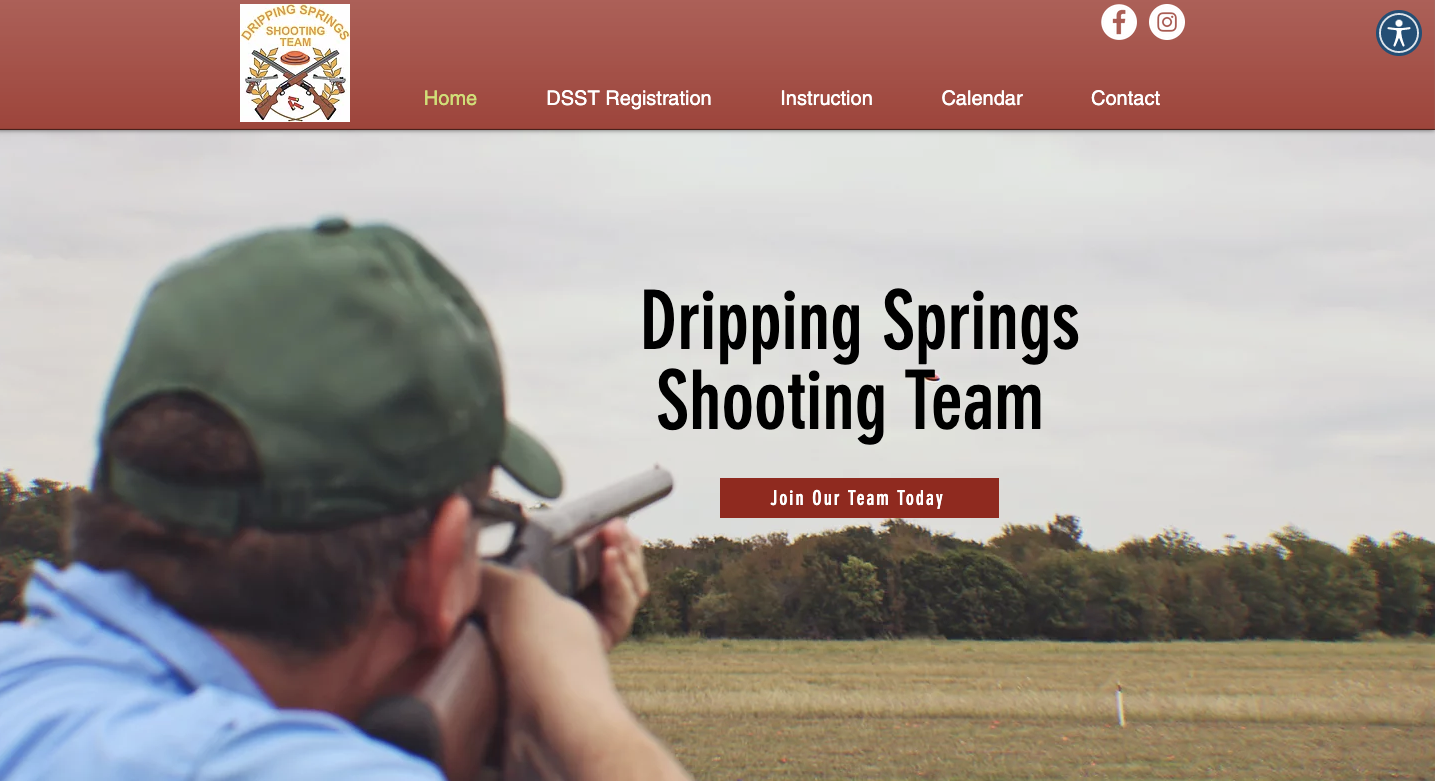 DRIPPING SPRINGS
SHOOTING
TEAM
Home
DSST Registration
Instruction
Calendar
Contact
Dripping Springs
Shooting Team
Join Our Team Today